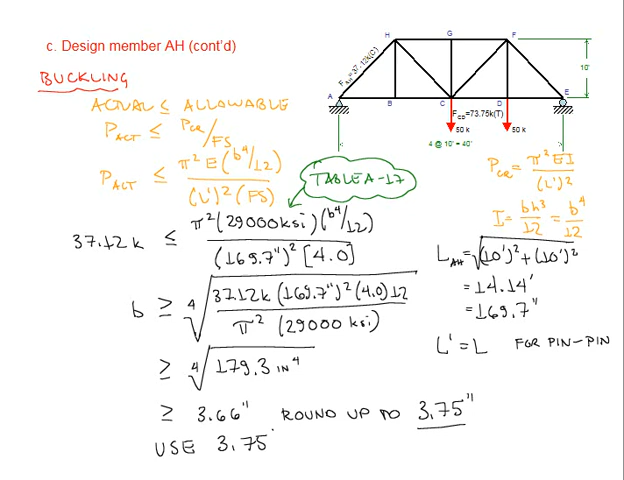 c. Design member AH (cont'd)
BUCKLING
ACTUAL ≤ ALLOWABLE
P_ACT ≤ P_CR/FS
P_ACT ≤ π² E (b⁴/12) / (L')² (FS)
TABLE A-17
37.12 k ≤ π² (29000 ksi) (b⁴/12) / (169.7")² [4.0]
b ≥ ⁴√ 37.12k (169.7")² (4.0) 12 / π² (29000 ksi)
≥ ⁴√ 179.3 IN⁴
≥ 3.66" ROUND UP TO 3.75"
USE 3.75
H G F
F_AH=37.12k(C)
10'
A B C D E
F_CD=73.75k(T)
50 k 50 k
4 @ 10' = 40'
P_CR = π² EI / (L')²
I = bh³/12 = b⁴/12
L_AH = √(10')² + (10')²
= 14.14'
= 169.7"
L' = L FOR PIN-PIN